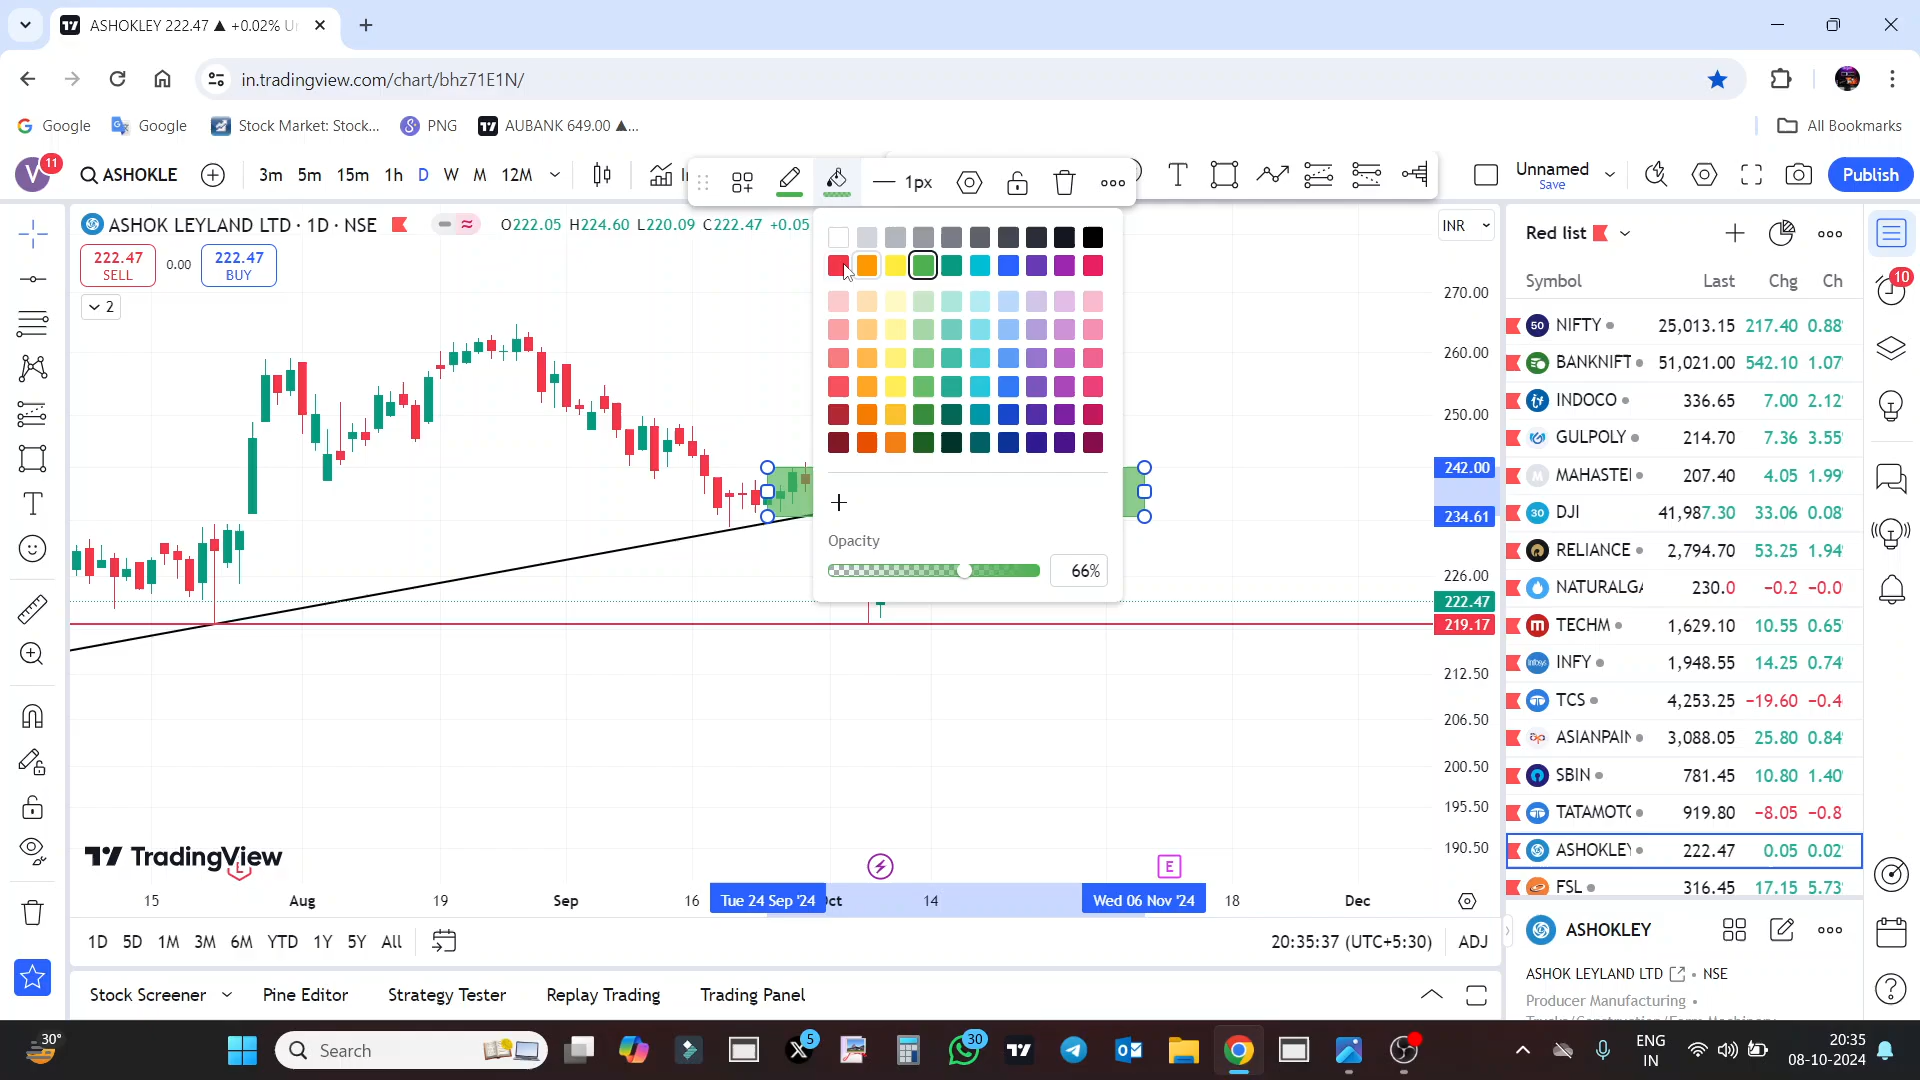 ASHOKLEY 222.47 ▲ +0.02% U
in.tradingview.com/chart/bhz71E1N/
Google
Google
Stock Market: Stock...
PNG
AUBANK 649.00 ▲...
All Bookmarks
V
11
ASHOKLE
3m
5m
15m
1h
D
W
M
12M
1px
Unnamed
Save
Publish
ASHOK LEYLAND LTD · 1D · NSE
O222.05 H224.60 L220.09 C222.47 +0.05
INR
222.47
SELL
0.00
222.47
BUY
2
Opacity
66%
270.00
260.00
250.00
242.00
234.61
226.00
222.47
219.17
212.50
206.50
200.50
195.50
190.50
TradingView
L
E
15
Aug
19
Sep
16
Tue 24 Sep '24
ct
14
Wed 06 Nov '24
18
Dec
1D
5D
1M
3M
6M
YTD
1Y
5Y
All
20:35:37 (UTC+5:30)
ADJ
Stock Screener
Pine Editor
Strategy Tester
Replay Trading
Trading Panel
Red list
10
Symbol Last Chg Ch
50 NIFTY 25,013.15 217.40 0.88
BANKNIFT 51,021.00 542.10 1.07
INDOCO 336.65 7.00 2.12
GULPOLY 214.70 7.36 3.55
MAHASTE 207.40 4.05 1.99
30 DJI 41,987.30 33.06 0.08
RELIANCE 2,794.70 53.25 1.94
NATURALGA 230.0 −0.2 −0.0
TECHM 1,629.10 10.55 0.65
INFY 1,948.55 14.25 0.74
TCS 4,253.25 −19.60 −0.4
ASIANPAIN 3,088.05 25.80 0.84
SBIN 781.45 10.80 1.40
TATAMOTO 919.80 −8.05 −0.8
ASHOKLEY 222.47 0.05 0.02
FSL 316.45 17.15 5.73
ASHOKLEY
ASHOK LEYLAND LTD • NSE
Producer Manufacturing •
30°
Search
5
30
ENG
IN
20:35
08-10-2024